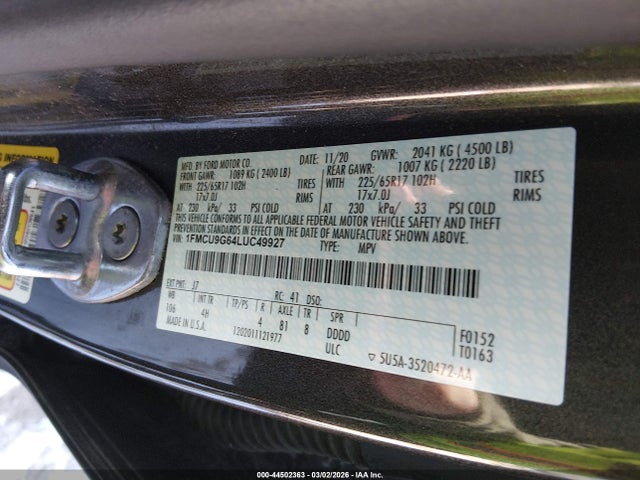 INFORMATION
MFD. BY FORD MOTOR CO. DATE: 11/20 GVWR: 2041 KG ( 4500 LB)
FRONT GAWR: 1089 KG ( 2400 LB) REAR GAWR: 1007 KG ( 2220 LB)
WITH 225/65R17 102H TIRES WITH 225/65R17 102H TIRES
17x7.0J RIMS 17x7.0J RIMS
AT 230 kPa/ 33 PSI COLD AT 230 kPa/ 33 PSI COLD
THIS VEHICLE CONFORMS TO ALL APPLICABLE FEDERAL MOTOR VEHICLE SAFETY AND THEFT
PREVENTION STANDARDS IN EFFECT ON THE DATE OF MANUFACTURE SHOWN ABOVE.
1FMCU9G64LUC49927 TYPE: MPV
EXT PNT: J7 RC: 41 DSO:
WB INT TR TP/PS R AXLE TR SPR
106 4H 4 81 8 DDDD F0152
MADE IN U.S.A. 1202011121977 ULC T0163
5U5A-3520472-AA
000-44502363 - 03/02/2026 - IAA Inc.